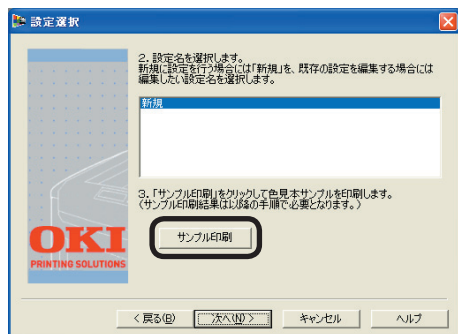 設定選択
2. 設定名を選択します。
新規に設定を行う場合には「新規」を、既存の設定を編集する場合には
編集したい設定名を選択します。
新規
3. 「サンプル印刷」をクリックして色見本サンプルを印刷します。
(サンプル印刷結果は以降の手順で必要となります。)
サンプル印刷
OKI
PRINTING SOLUTIONS
< 戻る(B)
次へ(N) >
キャンセル
ヘルプ